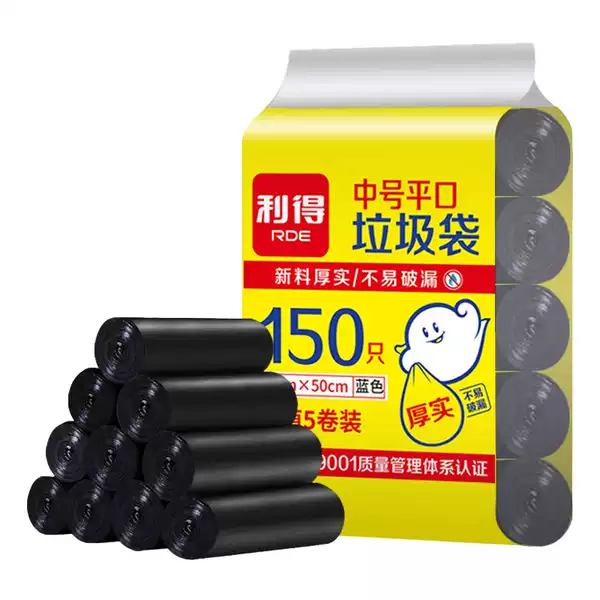 利得
RDE
中号平口
垃圾袋
新料厚实/不易破漏
150只
×50cm 蓝色
5卷装
9001质量管理体系认证
厚实
不易
破漏